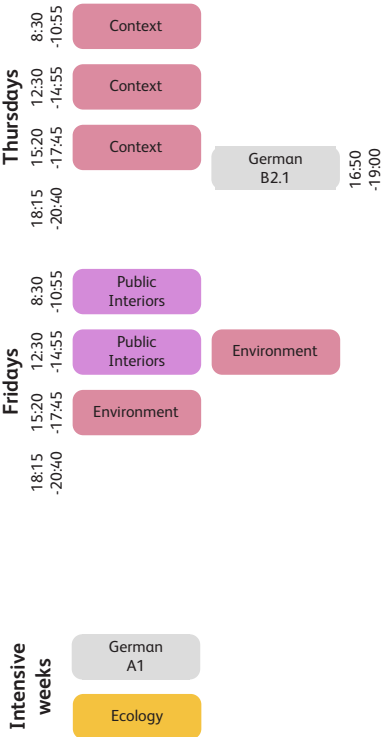 Thursdays
8:30
-10:55
Context
12:30
-14:55
Context
15:20
-17:45
Context
German
B2.1
16:50
-19:00
18:15
-20:40
Fridays
8:30
-10:55
Public
Interiors
12:30
-14:55
Public
Interiors
Environment
15:20
-17:45
Environment
18:15
-20:40
Intensive
weeks
German
A1
Ecology